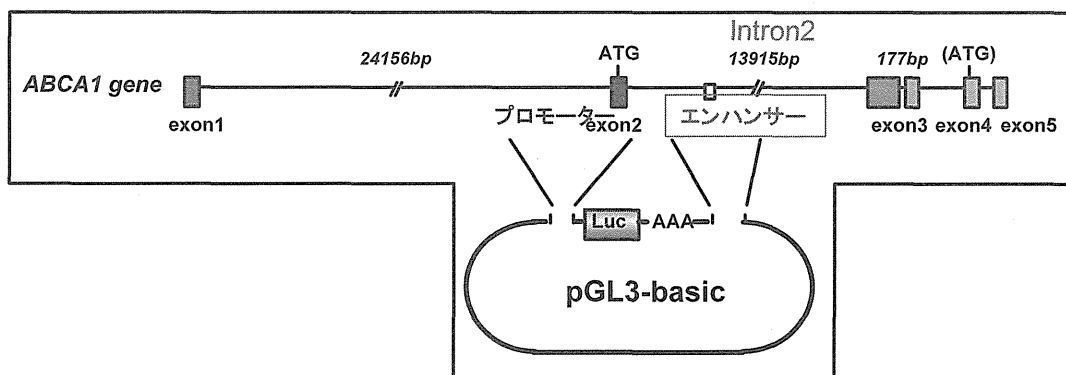 Intron2
24156bp ATG 13915bp 177bp (ATG)
ABCA1 gene
exon1 プロモーター exon2 エンハンサー exon3 exon4 exon5
Luc AAA
pGL3-basic